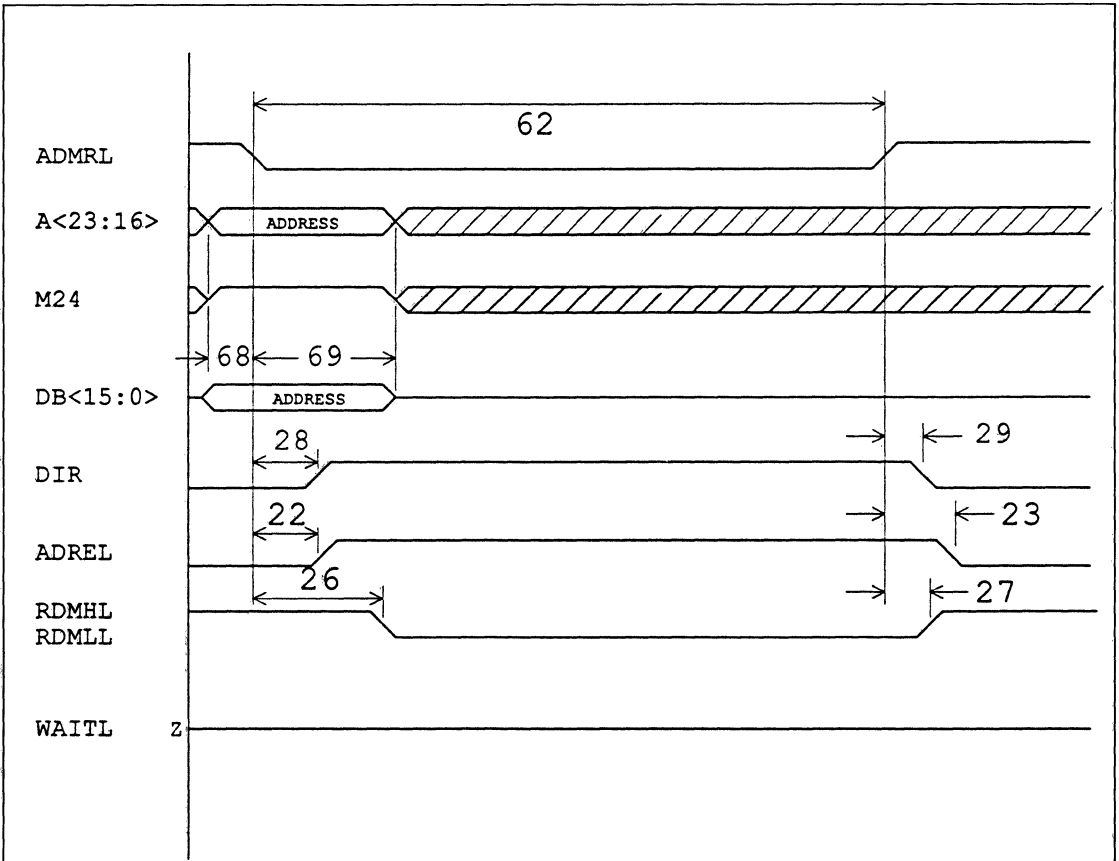 62
ADMRL
A<23:16> ADDRESS
M24
68 69
DB<15:0> ADDRESS
28 29
DIR
22 23
ADREL
26 27
RDMHL
RDMLL
WAITL Z